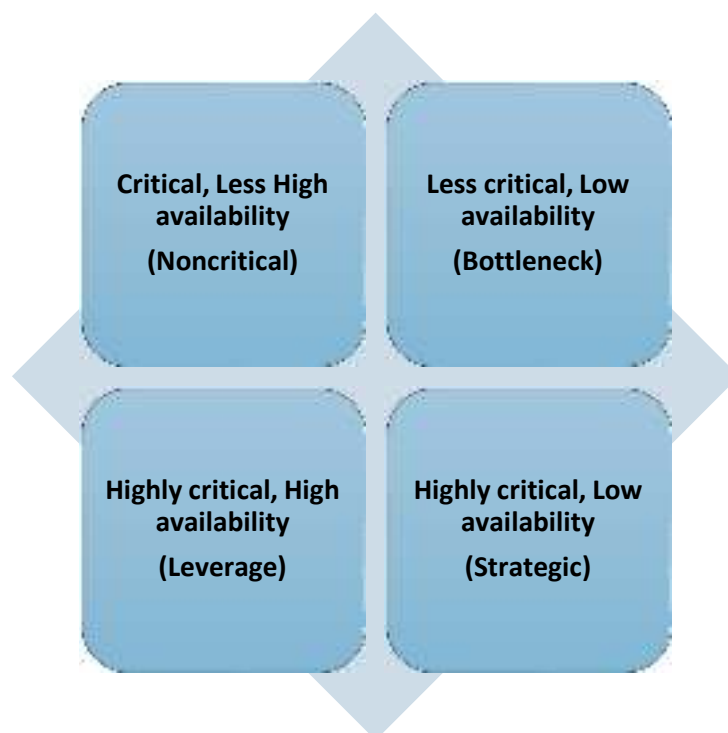 Critical, Less High
availability
(Noncritical)
Less critical, Low
availability
(Bottleneck)
Highly critical, High
availability
(Leverage)
Highly critical, Low
availability
(Strategic)